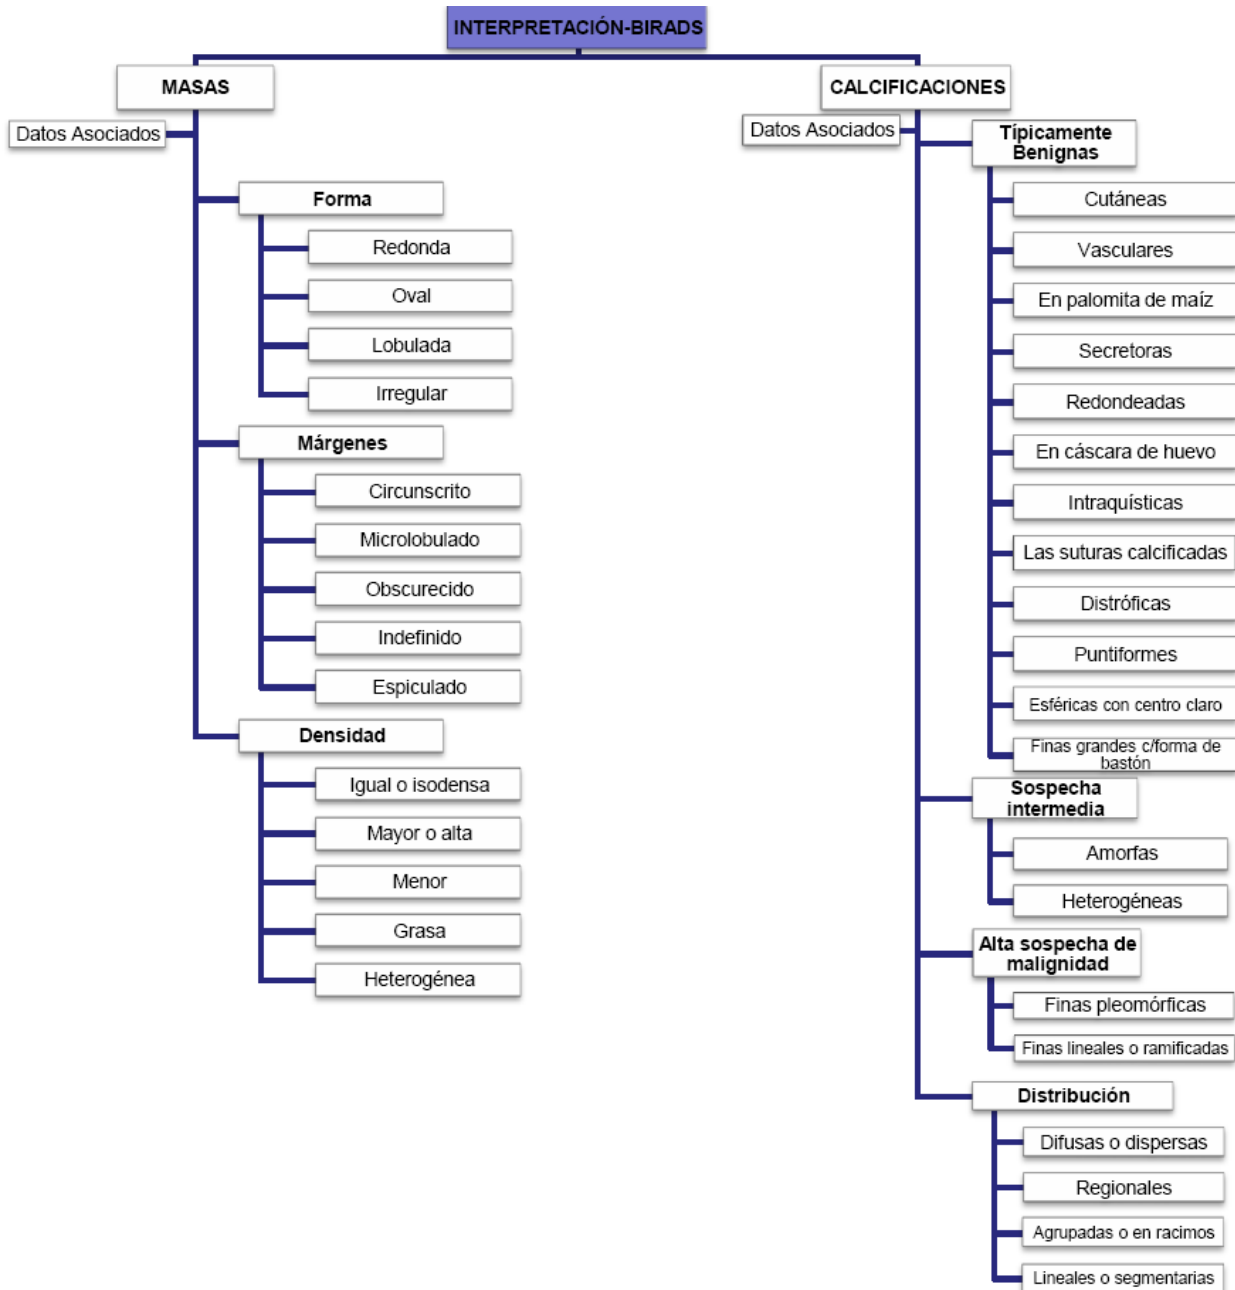 INTERPRETACIÓN-BIRADS
MASAS
Datos Asociados
Forma
Redonda
Oval
Lobulada
Irregular
Márgenes
Circunscrito
Microlobulado
Obscurecido
Indefinido
Espiculado
Densidad
Igual o isodensa
Mayor o alta
Menor
Grasa
Heterogénea
CALCIFICACIONES
Datos Asociados
Típicamente
Benignas
Cutáneas
Vasculares
En palomita de maíz
Secretoras
Redondeadas
En cáscara de huevo
Intraquísticas
Las suturas calcificadas
Distróficas
Puntiformes
Esféricas con centro claro
Finas grandes c/forma de
bastón
Sospecha
intermedia
Amorfas
Heterogéneas
Alta sospecha de
malignidad
Finas pleomórficas
Finas lineales o ramificadas
Distribución
Difusas o dispersas
Regionales
Agrupadas o en racimos
Lineales o segmentarias